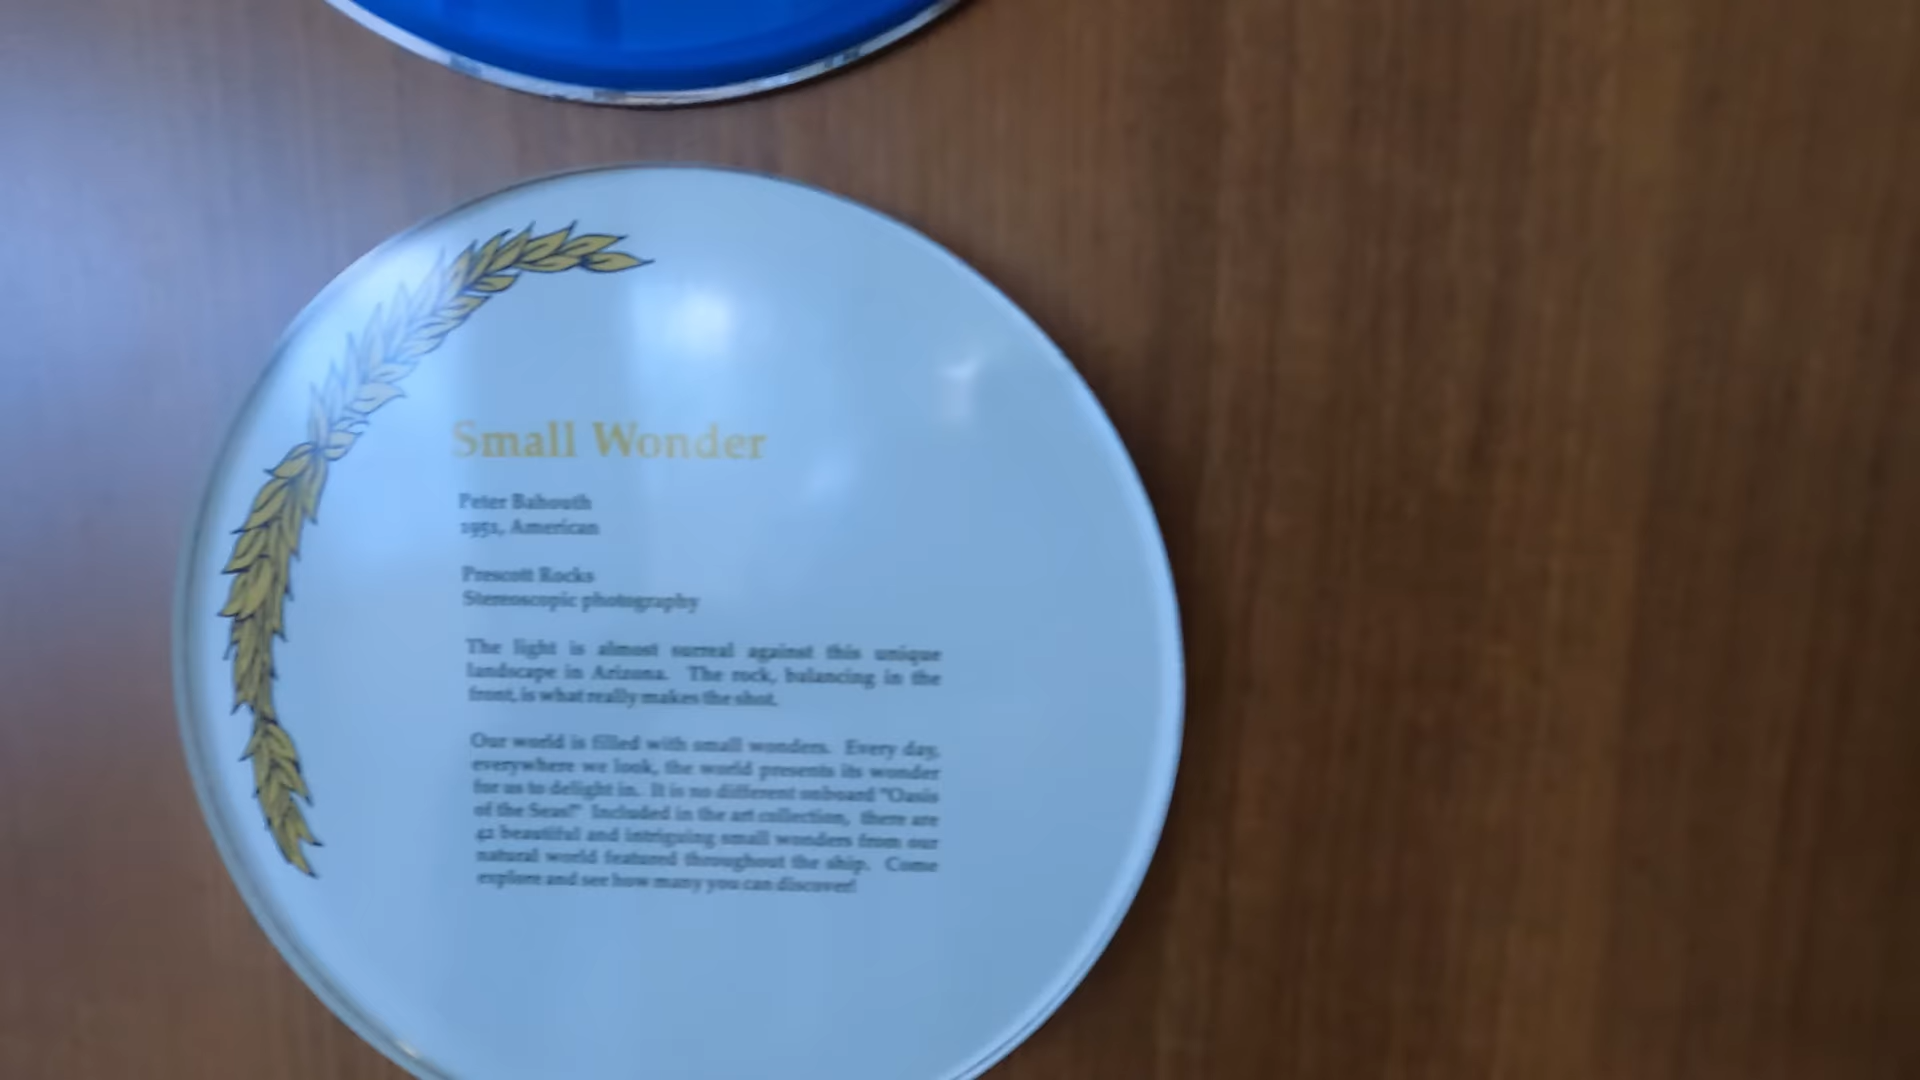 Small Wonder
Peter Bahouth
1951, American
Prescott Rocks
Stereoscopic photography
The light is almost surreal against this unique
landscape in Arizona. The rock, balancing in the
front, is what really makes the shot.
Our world is filled with small wonders. Every day,
everywhere we look, the world presents its wonder
for us to delight in. It is no different onboard "Oasis
of the Seas!" Included in the art collection, there are
42 beautiful and intriguing small wonders from our
natural world featured throughout the ship. Come
explore and see how many you can discover!